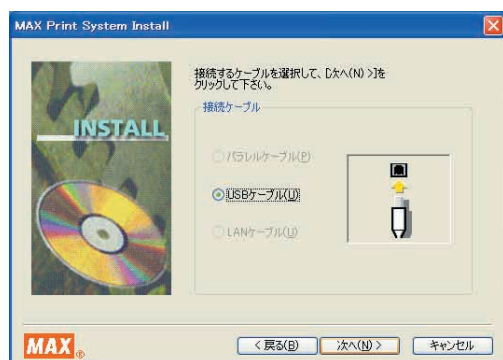 MAX Print System Install
接続するケーブルを選択して、[次へ(N) >]を
クリックして下さい。
INSTALL
接続ケーブル
パラレルケーブル(P)
USBケーブル(U)
LANケーブル(U)
MAX®
< 戻る(B)
次へ(N) >
キャンセル